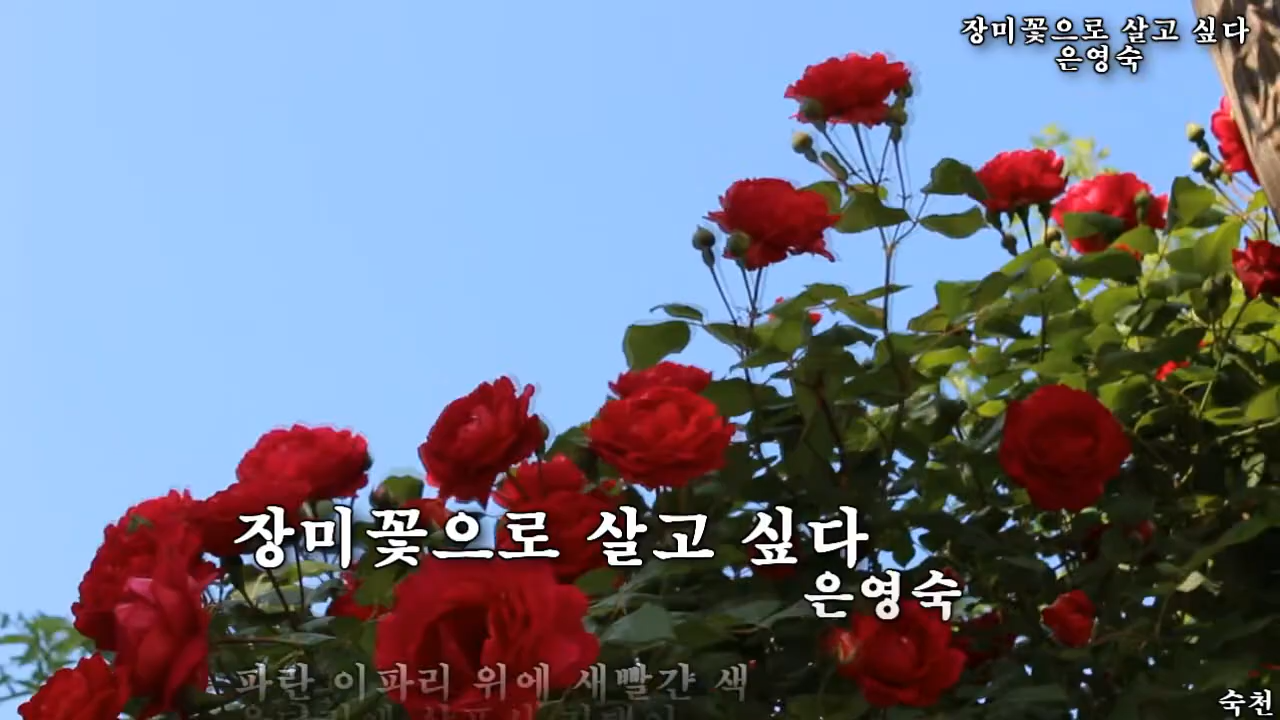 장미꽃으로 살고 싶다
은영숙
장미꽃으로 살고 싶다
은영숙
파란 이파리 위에 새빨간 색
숙천